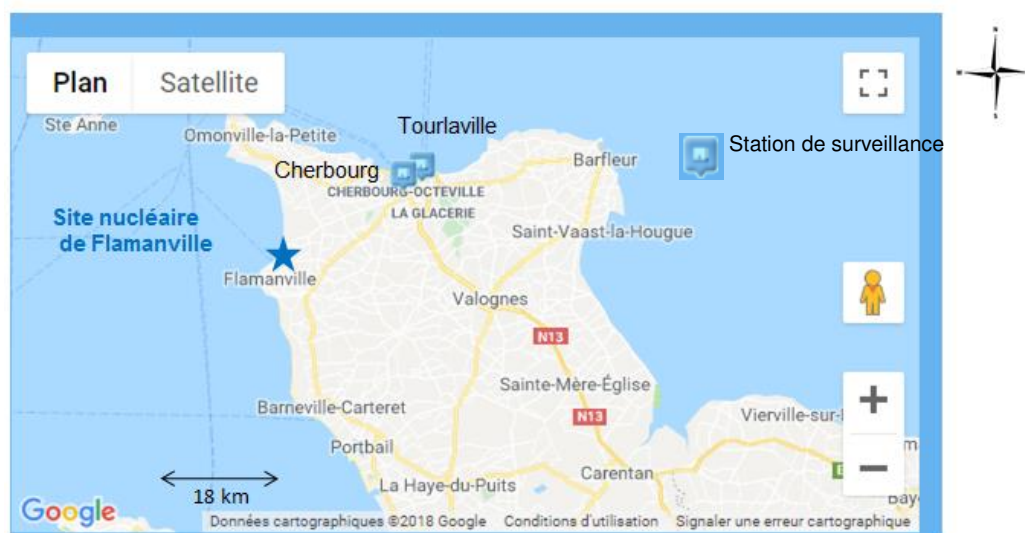 Plan Satellite
Ste Anne
Omonville-la-Petite
Tourlaville
Station de surveillance
Barfleur
Cherbourg
CHERBOURG-OCTEVILLE
LA GLACERIE
Site nucléaire
de Flamanville
Saint-Vaast-la-Hougue
Flamanville
Valognes
N13
Sainte-Mère-Église
Barneville-Carteret
N13
Vierville-sur-
Portbail
Carentan
La Haye-du-Puits
18 km
Google
Données cartographiques ©2018 Google Conditions d'utilisation Signaler une erreur cartographique